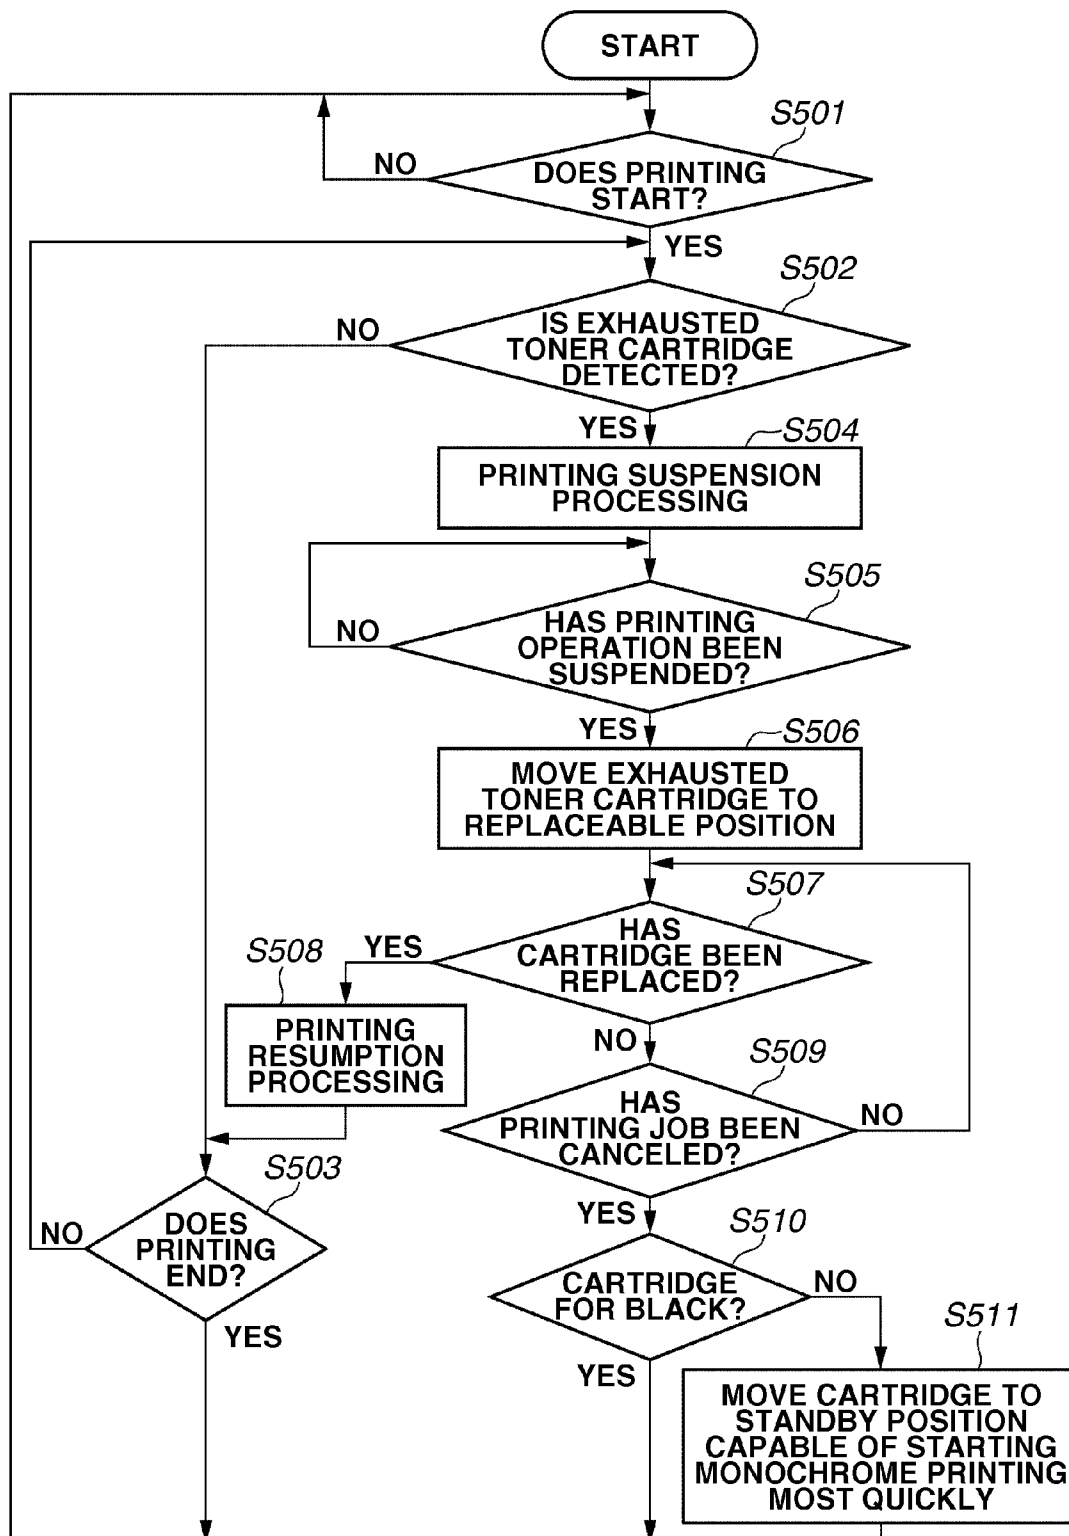 START
S501
NO
DOES PRINTING
START?
YES
S502
NO
IS EXHAUSTED
TONER CARTRIDGE
DETECTED?
YES
S504
PRINTING SUSPENSION
PROCESSING
S505
NO
HAS PRINTING
OPERATION BEEN
SUSPENDED?
YES
S506
MOVE EXHAUSTED
TONER CARTRIDGE TO
REPLACEABLE POSITION
S507
YES
HAS
CARTRIDGE BEEN
REPLACED?
S508
PRINTING
RESUMPTION
PROCESSING
NO
S509
HAS
PRINTING JOB BEEN
CANCELED?
NO
S503
NO
DOES
PRINTING
END?
YES
YES
S510
CARTRIDGE
FOR BLACK?
NO
YES
S511
MOVE CARTRIDGE TO
STANDBY POSITION
CAPABLE OF STARTING
MONOCHROME PRINTING
MOST QUICKLY